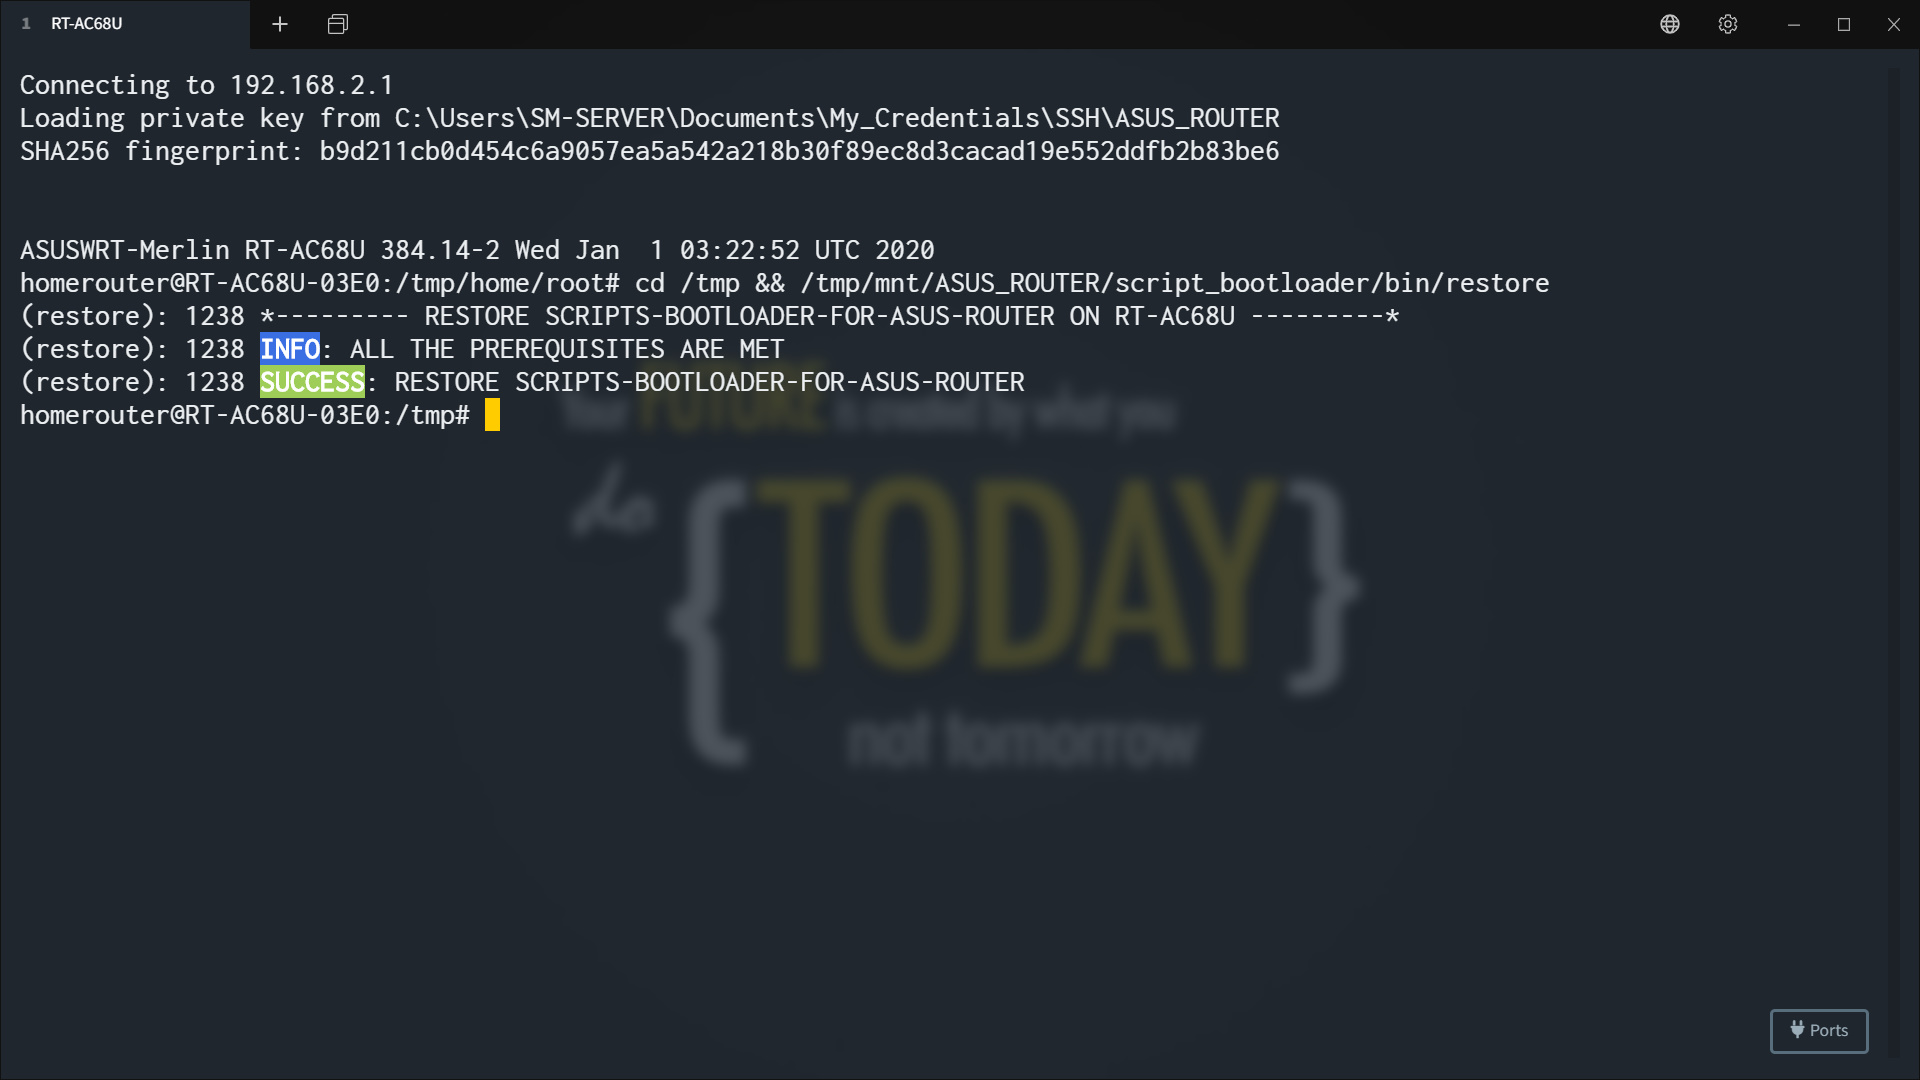 1 RT-AC68U
Connecting to 192.168.2.1
Loading private key from C:\Users\SM-SERVER\Documents\My_Credentials\SSH\ASUS_ROUTER
SHA256 fingerprint: b9d211cb0d454c6a9057ea5a542a218b30f89ec8d3cacad19e552ddfb2b83be6
ASUSWRT-Merlin RT-AC68U 384.14-2 Wed Jan  1 03:22:52 UTC 2020
homerouter@RT-AC68U-03E0:/tmp/home/root# cd /tmp && /tmp/mnt/ASUS_ROUTER/script_bootloader/bin/restore
(restore): 1238 *--------- RESTORE SCRIPTS-BOOTLOADER-FOR-ASUS-ROUTER ON RT-AC68U ---------*
(restore): 1238 INFO: ALL THE PREREQUISITES ARE MET
(restore): 1238 SUCCESS: RESTORE SCRIPTS-BOOTLOADER-FOR-ASUS-ROUTER
homerouter@RT-AC68U-03E0:/tmp#
Your FUTURE is created by what you
do {TODAY}
not tomorrow
Ports